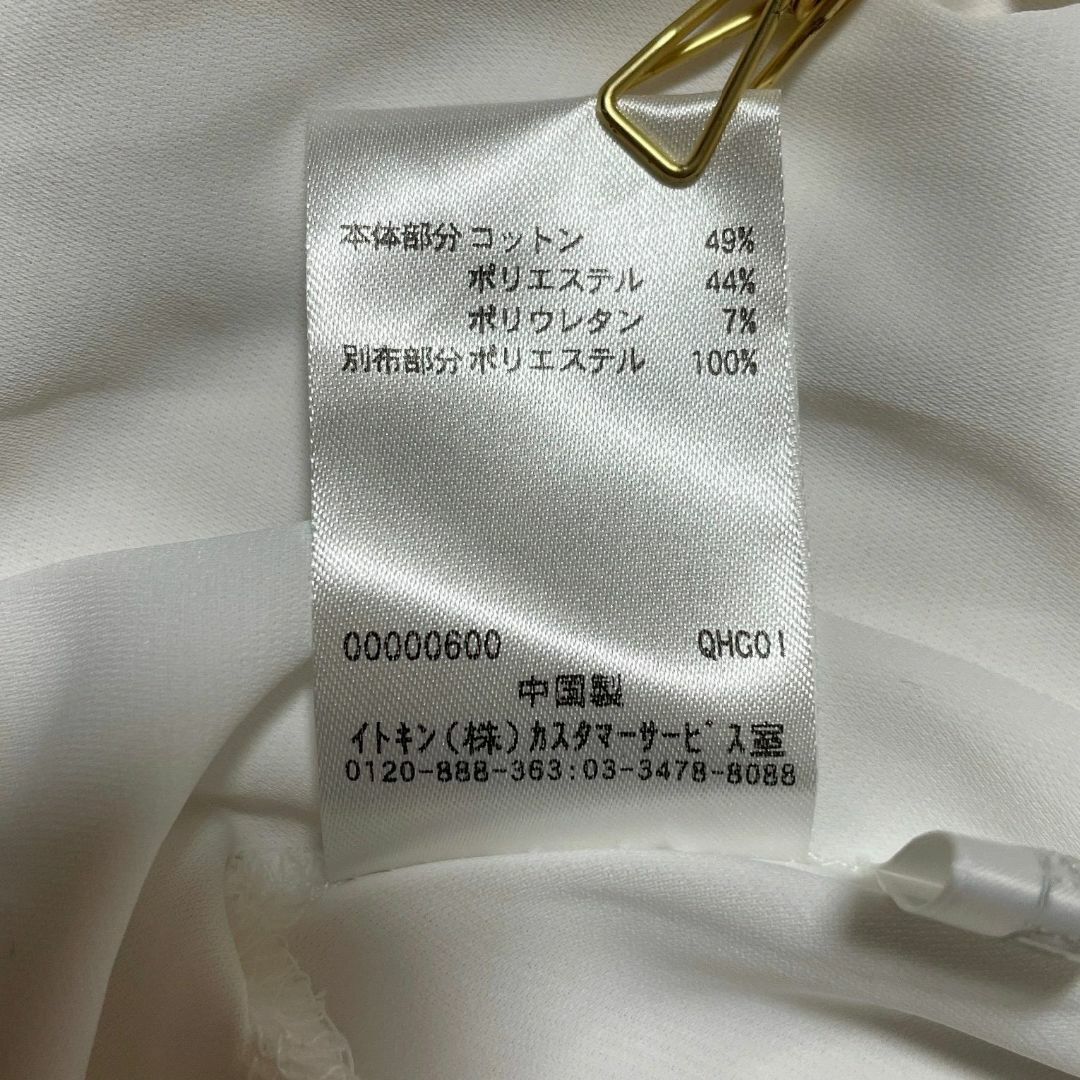 本体部分 コットン 49%
ポリエステル 44%
ポリウレタン 7%
別布部分 ポリエステル 100%
00000600 QHC01
中国製
イトキン(株)カスタマーサービス室
0120-888-363:03-3478-8088